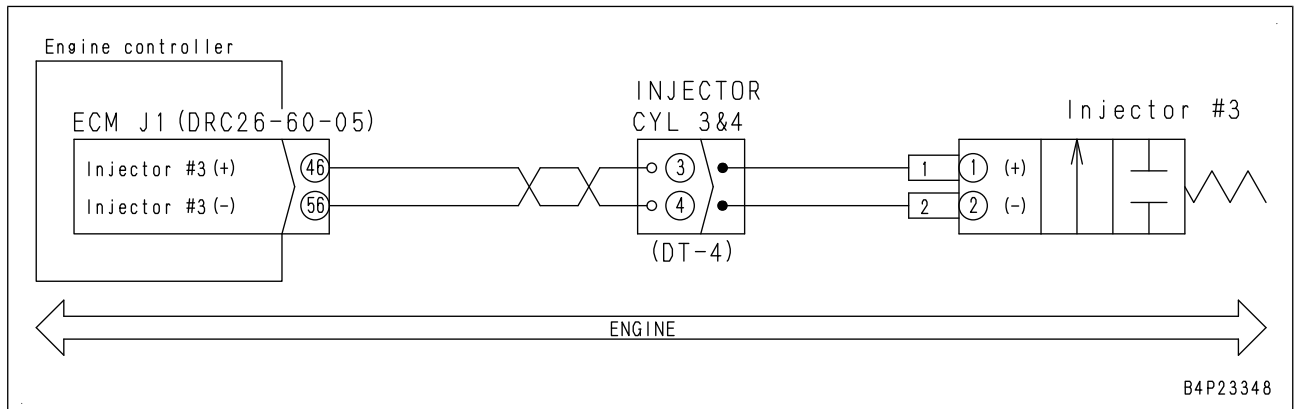 Engine controller
ECM J1 (DRC26-60-05)
Injector #3 (+) 46
Injector #3 (-) 56
INJECTOR
CYL 3&4
3
4
(DT-4)
Injector #3
1 1 (+)
2 2 (-)
ENGINE
B4P23348